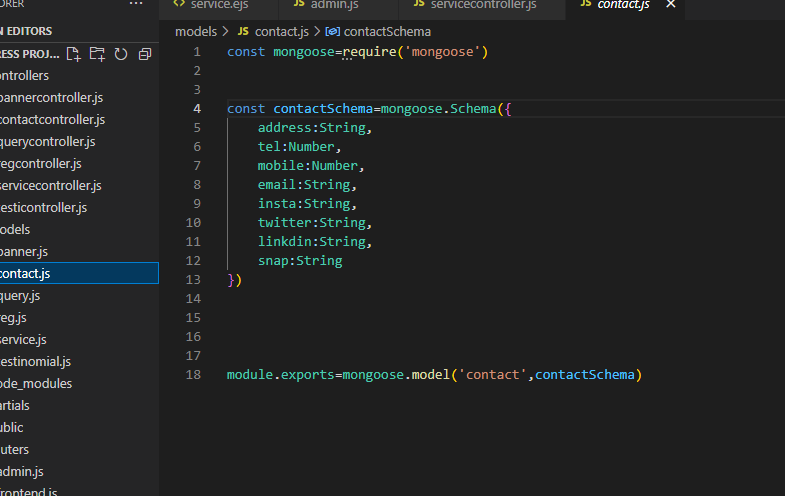 ORER ... service.ejs JS admin.js JS servicecontroller.js JS contact.js
N EDITORS
models > JS contact.js > contactSchema
RESS PROJ...
ontrollers
bannercontroller.js
contactcontroller.js
querycontroller.js
regcontroller.js
servicecontroller.js
testicontroller.js
odels
banner.js
contact.js
query.js
reg.js
service.js
testinomial.js
ode_modules
artials
ublic
uters
admin.js
frontend.js
1 const mongoose=require('mongoose')
2
3
4 const contactSchema=mongoose.Schema({
5 address:String,
6 tel:Number,
7 mobile:Number,
8 email:String,
9 insta:String,
10 twitter:String,
11 linkdin:String,
12 snap:String
13 })
14
15
16
17
18 module.exports=mongoose.model('contact',contactSchema)